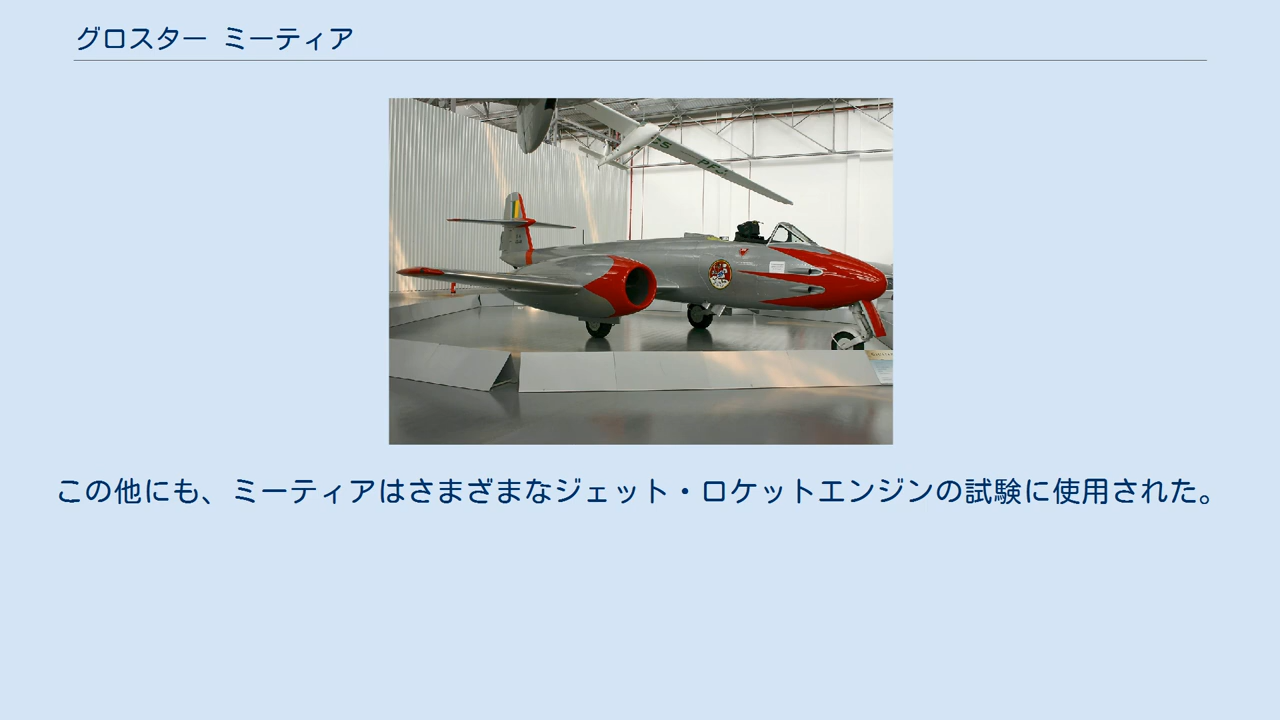 グロスター ミーティア
この他にも、ミーティアはさまざまなジェット・ロケットエンジンの試験に使用された。